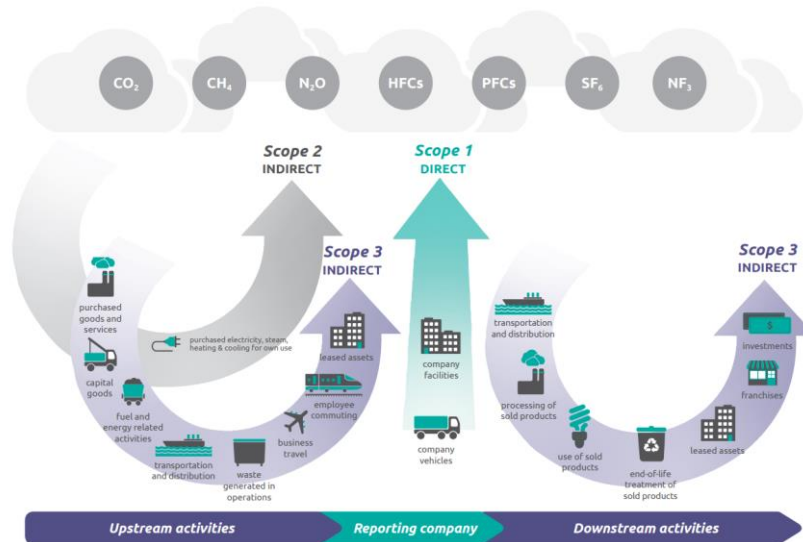 CO₂
CH₄
N₂O
HFCs
PFCs
SF₆
NF₃
Scope 2
INDIRECT
Scope 1
DIRECT
Scope 3
INDIRECT
Scope 3
INDIRECT
purchased
goods and
services
capital
goods
fuel and
energy related
activities
purchased electricity, steam,
heating & cooling for own use
transportation
and distribution
waste
generated in
operations
business
travel
employee
commuting
leased assets
company
facilities
company
vehicles
transportation
and distribution
processing of
sold products
use of sold
products
end-of-life
treatment of
sold products
leased assets
franchises
$
investments
Upstream activities
Reporting company
Downstream activities